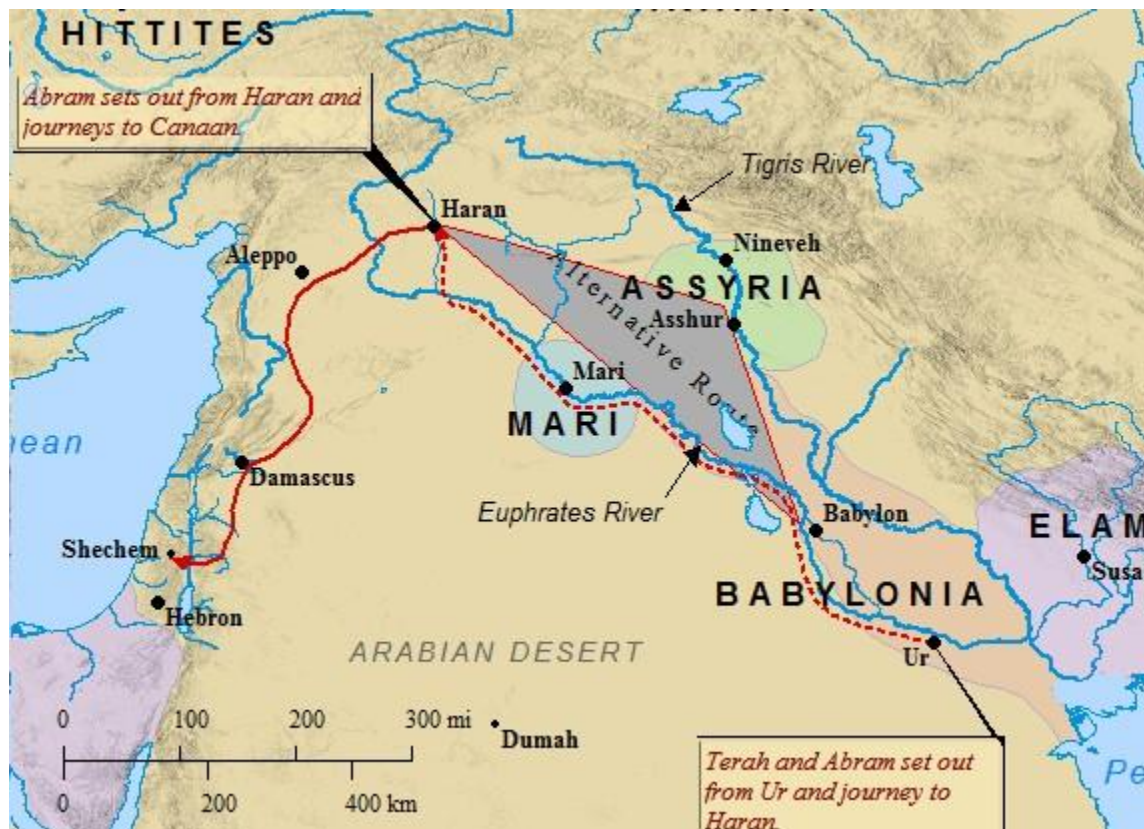 HITTITES
Abram sets out from Haran and
journeys to Canaan.
Tigris River
Haran
Aleppo
Nineveh
ASSYRIA
Alternative Route
Asshur
Mari
MARI
nean
Damascus
Euphrates River
Babylon
ELAM
Shechem
Susa
BABYLONIA
Hebron
ARABIAN DESERT
Ur
0 100 200 300 mi
Dumah
0 200 400 km
Terah and Abram set out
from Ur and journey to
Haran.
Pe